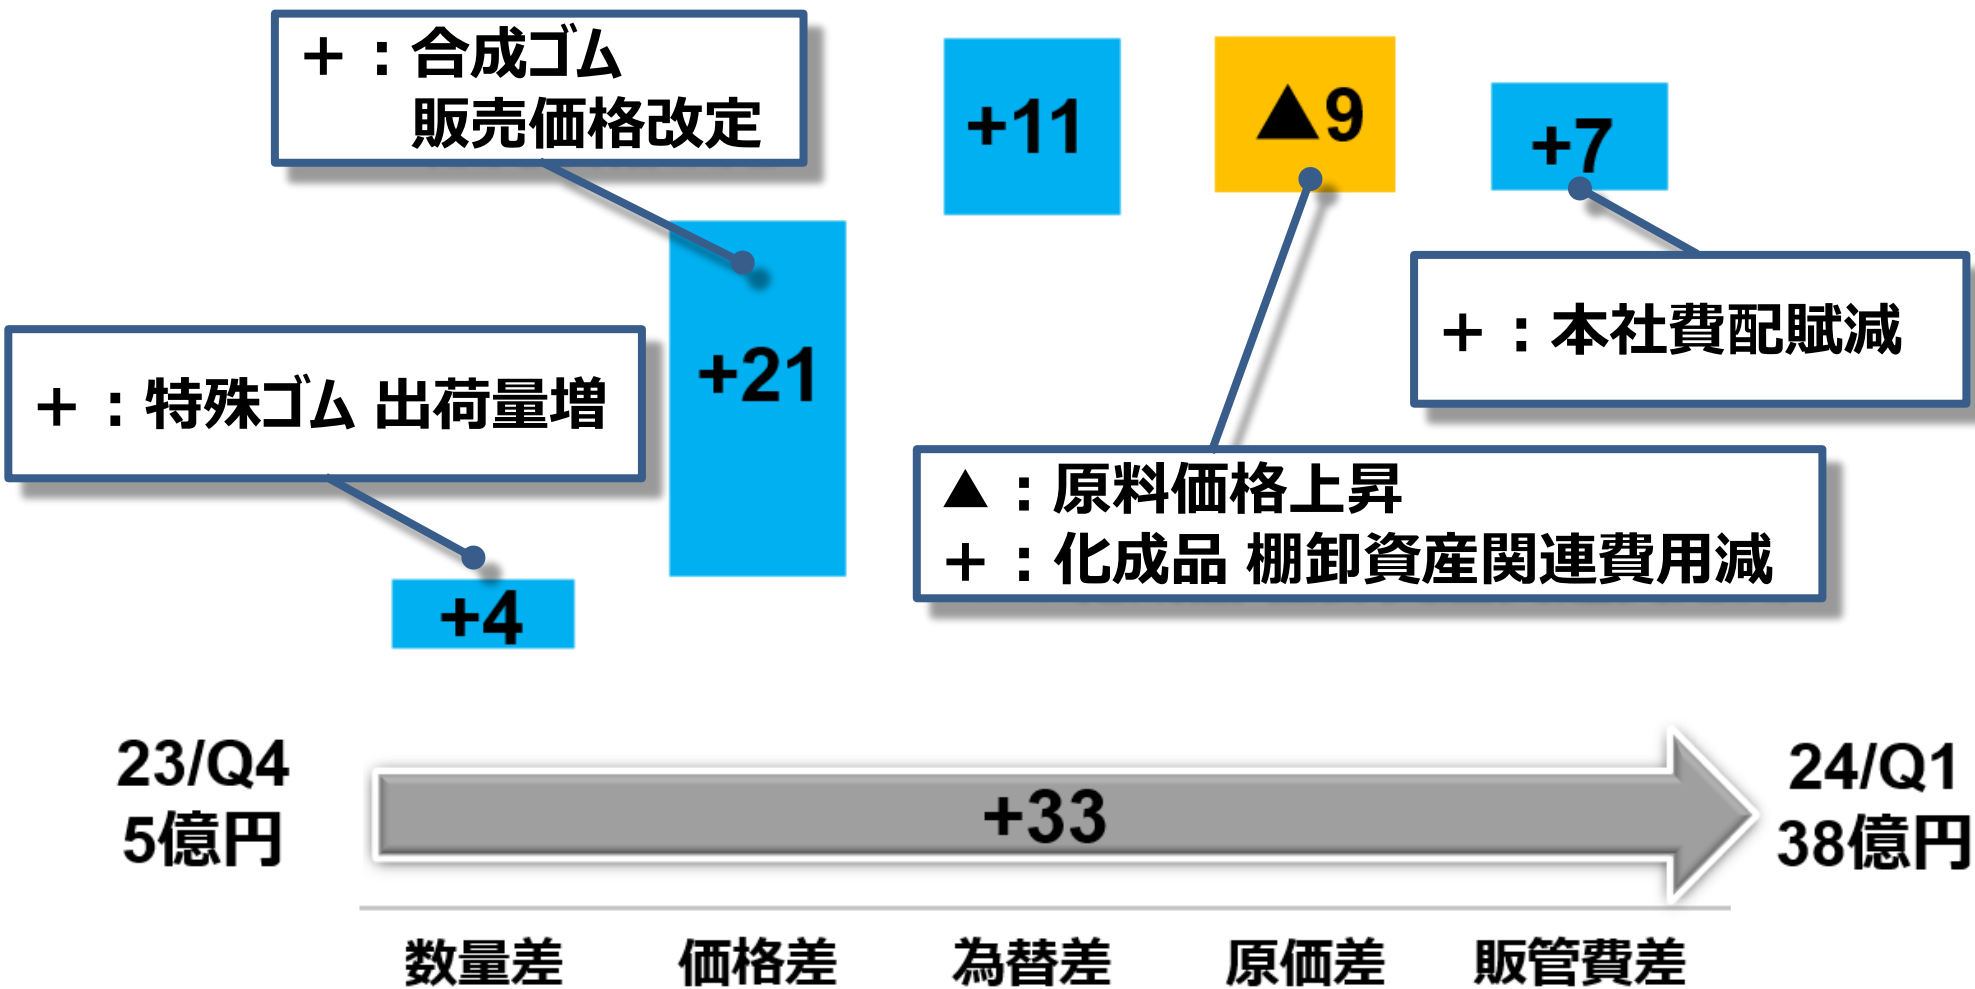 +：合成ゴム
販売価格改定
+11
▲9
+7
+21
+：本社費配賦減
+：特殊ゴム 出荷量増
▲：原料価格上昇
+：化成品 棚卸資産関連費用減
+4
23/Q4
5億円
+33
24/Q1
38億円
数量差
価格差
為替差
原価差
販管費差